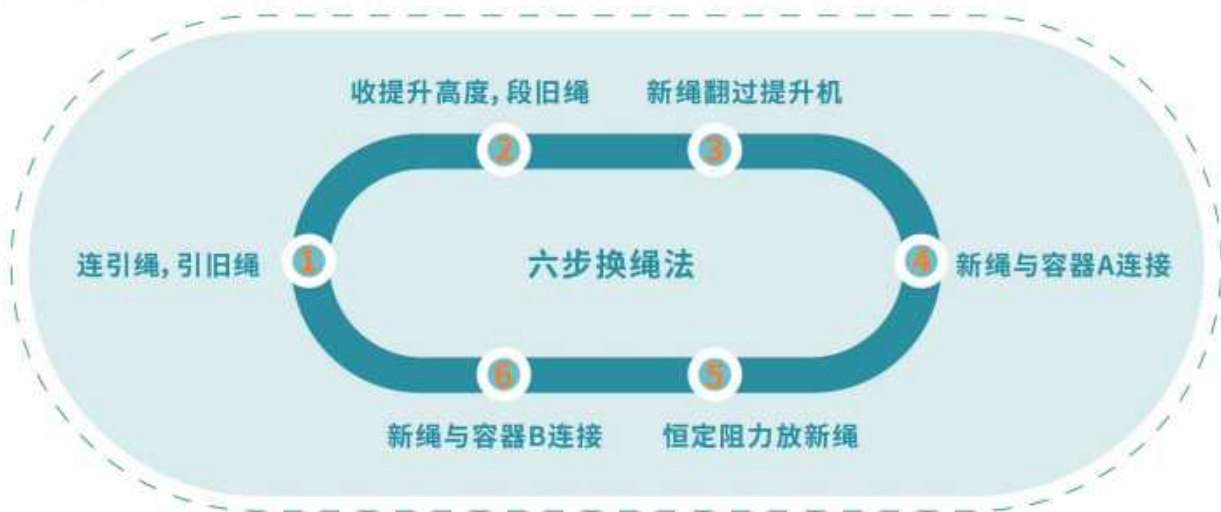 收提升高度，段旧绳
新绳翻过提升机
2
3
连引绳，引旧绳
1
六步换绳法
4
新绳与容器A连接
6
5
新绳与容器B连接
恒定阻力放新绳